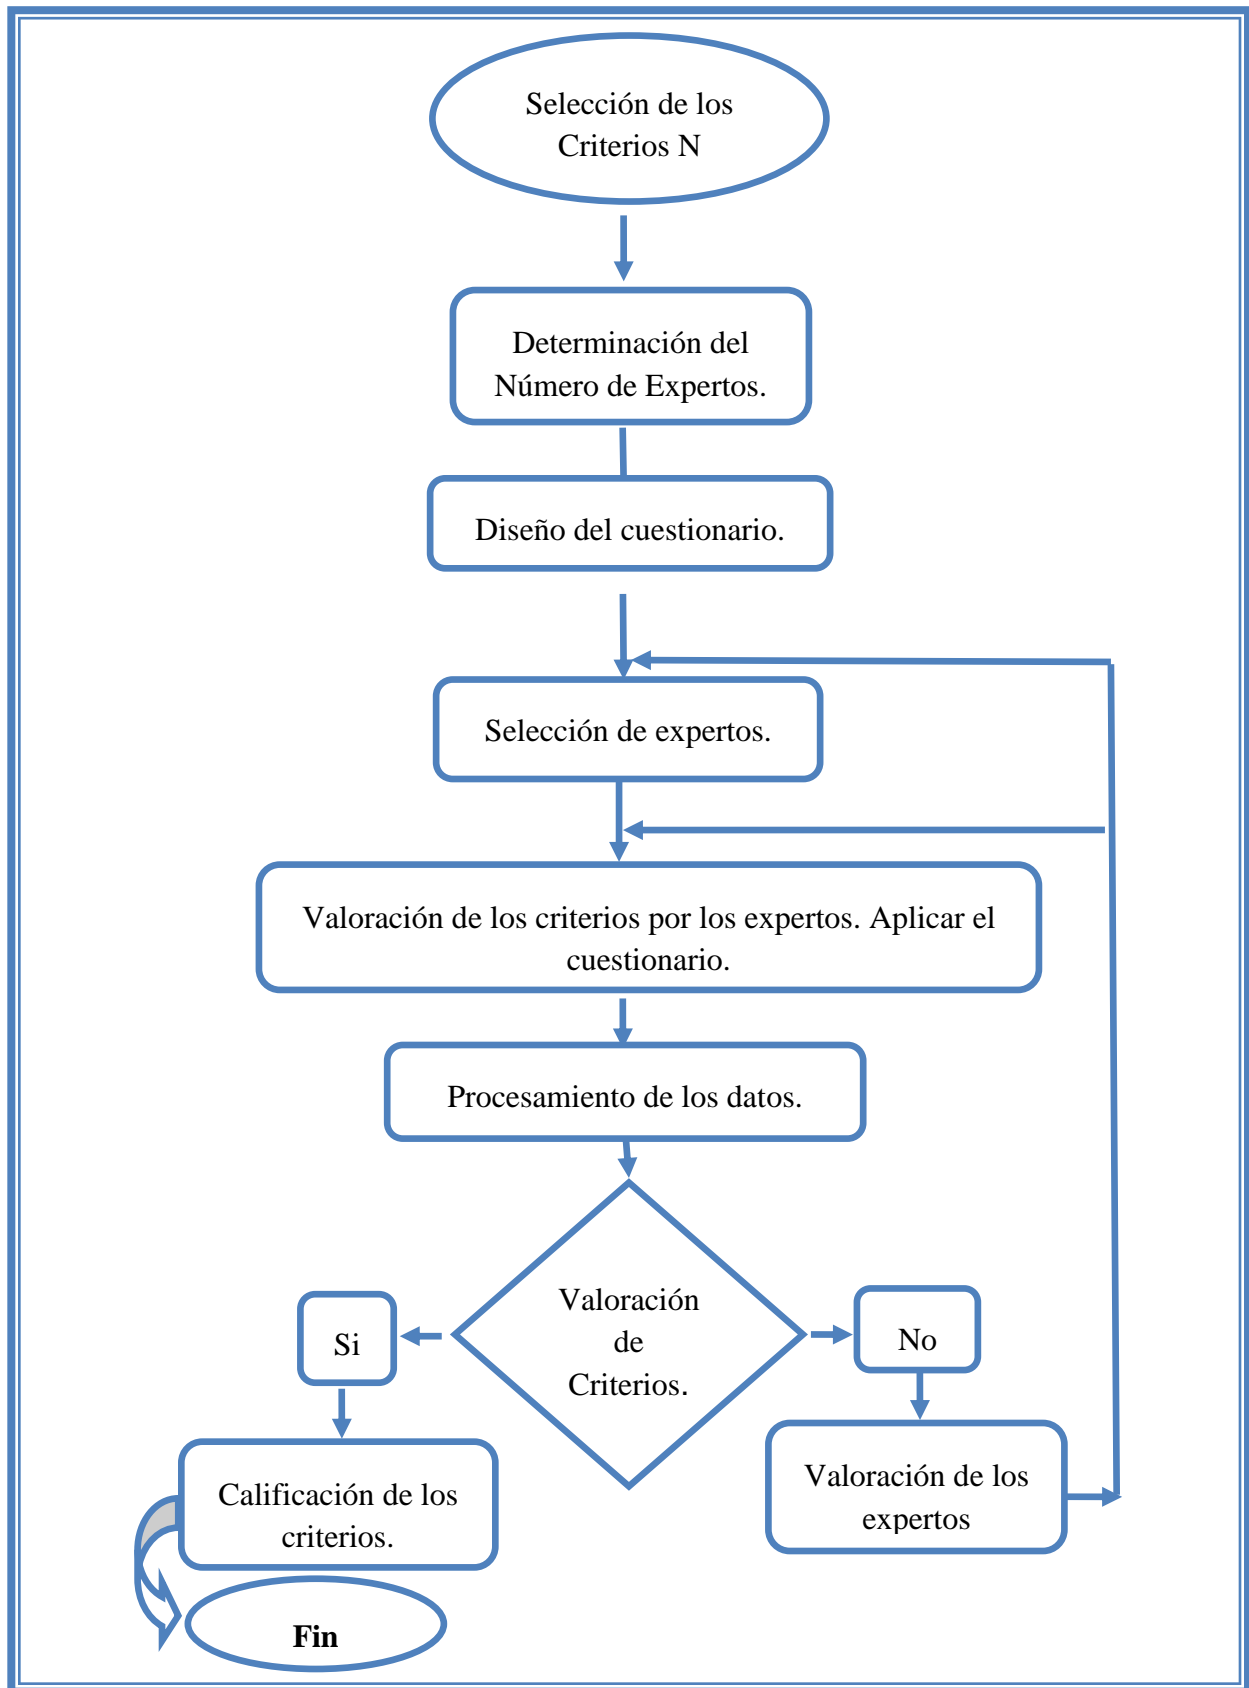 Selección de los
Criterios N
Determinación del
Número de Expertos.
Diseño del cuestionario.
Selección de expertos.
Valoración de los criterios por los expertos. Aplicar el
cuestionario.
Procesamiento de los datos.
Valoración
de
Criterios.
Si
No
Calificación de los
criterios.
Valoración de los
expertos
Fin